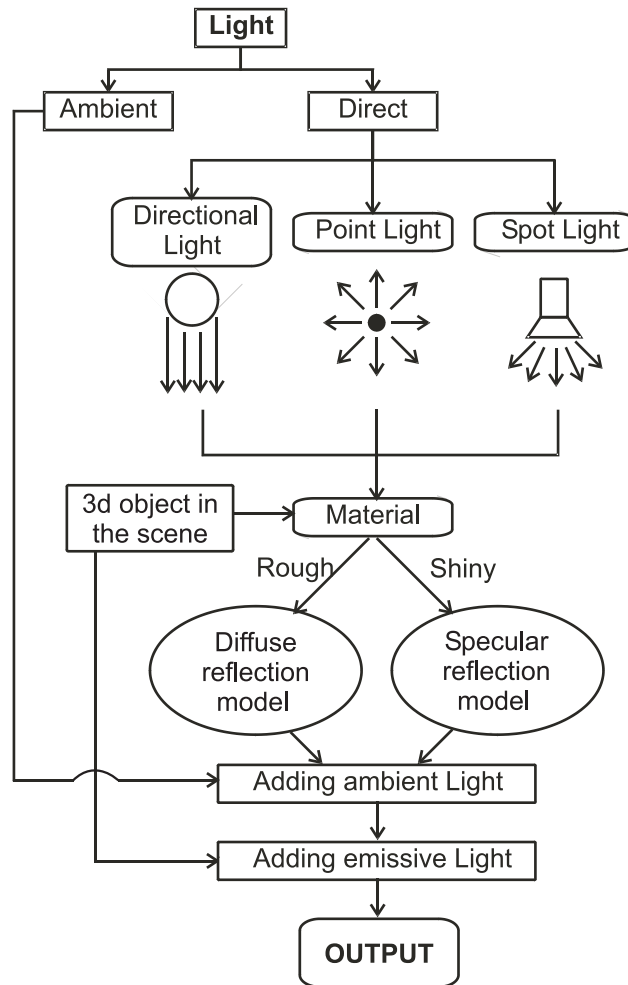 Light
Ambient
Direct
Directional
Light
Point Light
Spot Light
3d object in
the scene
Material
Rough
Shiny
Diffuse
reflection
model
Specular
reflection
model
Adding ambient Light
Adding emissive Light
OUTPUT